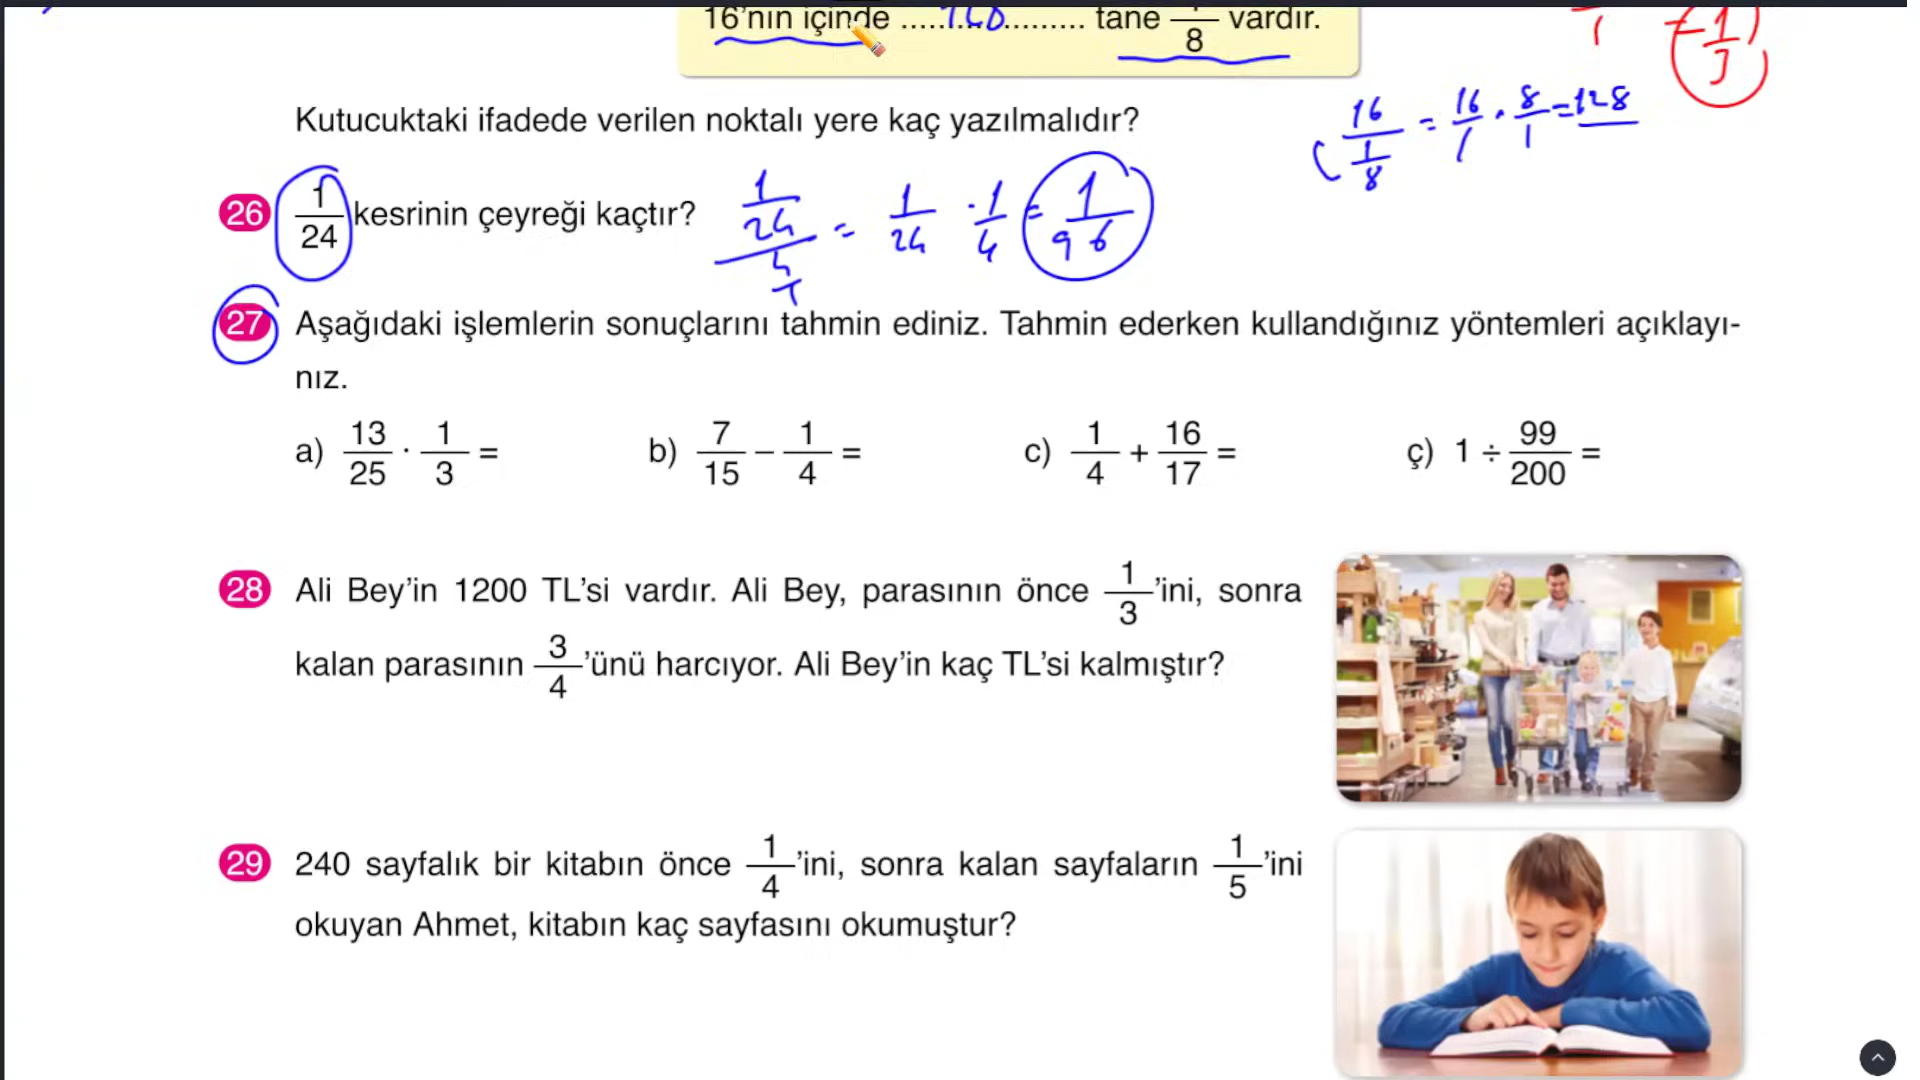 16'nın içinde ........... tane 1/8 vardır.
Kutucuktaki ifadede verilen noktalı yere kaç yazılmalıdır?
16/(1/8) = 16/1 · 8/1 = 128
26 1/24 kesrinin çeyreği kaçtır? (1/24)/(4/1) = 1/24 · 1/4 = 1/96
27 Aşağıdaki işlemlerin sonuçlarını tahmin ediniz. Tahmin ederken kullandığınız yöntemleri açıklayı-
nız.
a) 13/25 · 1/3 = b) 7/15 − 1/4 = c) 1/4 + 16/17 = ç) 1 ÷ 99/200 =
28 Ali Bey'in 1200 TL'si vardır. Ali Bey, parasının önce 1/3'ini, sonra
kalan parasının 3/4'ünü harcıyor. Ali Bey'in kaç TL'si kalmıştır?
29 240 sayfalık bir kitabın önce 1/4'ini, sonra kalan sayfaların 1/5'ini
okuyan Ahmet, kitabın kaç sayfasını okumuştur?